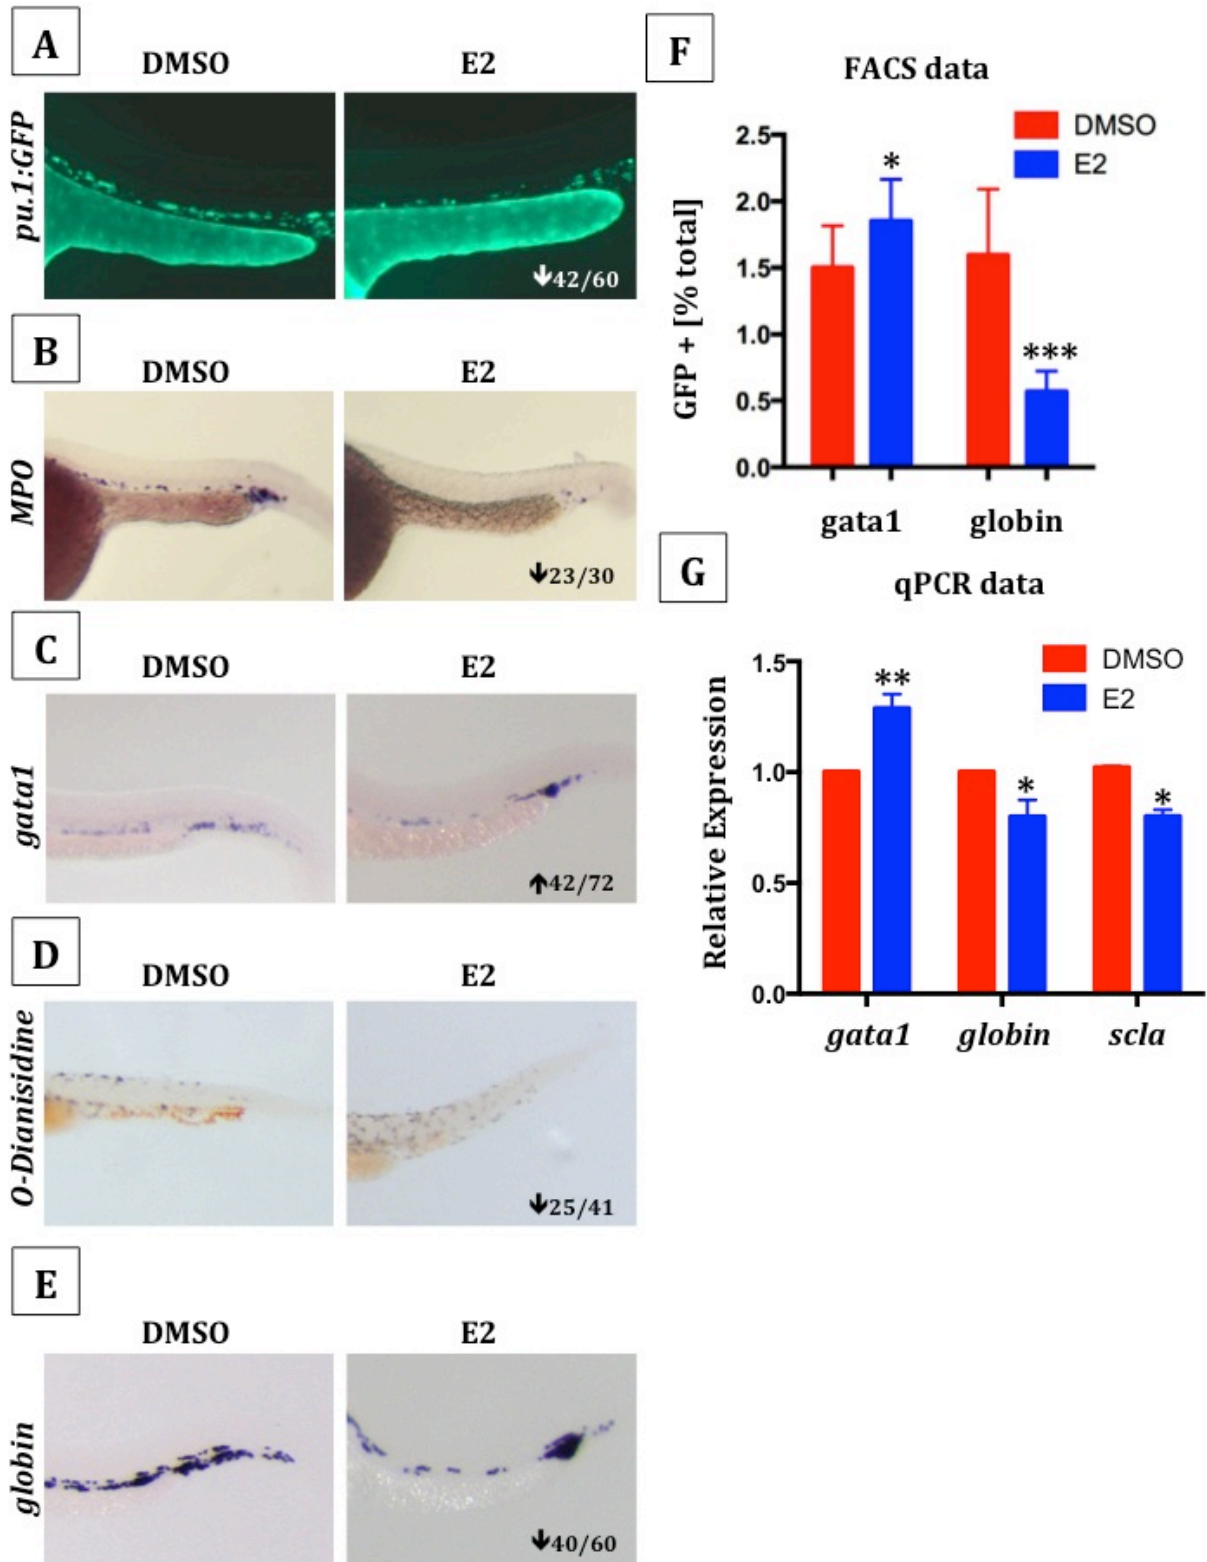 A
DMSO E2
pu.1:GFP
↓42/60
B
DMSO E2
MPO
↓23/30
C
DMSO E2
gata1
↑42/72
D
DMSO E2
O-Dianisidine
↓25/41
E
DMSO E2
globin
↓40/60
F
FACS data
DMSO
E2
GFP + [% total]
2.5
2.0
1.5
1.0
0.5
0.0
*
***
gata1 globin
G
qPCR data
DMSO
E2
Relative Expression
1.5
1.0
0.5
0.0
**
*
*
gata1 globin scla